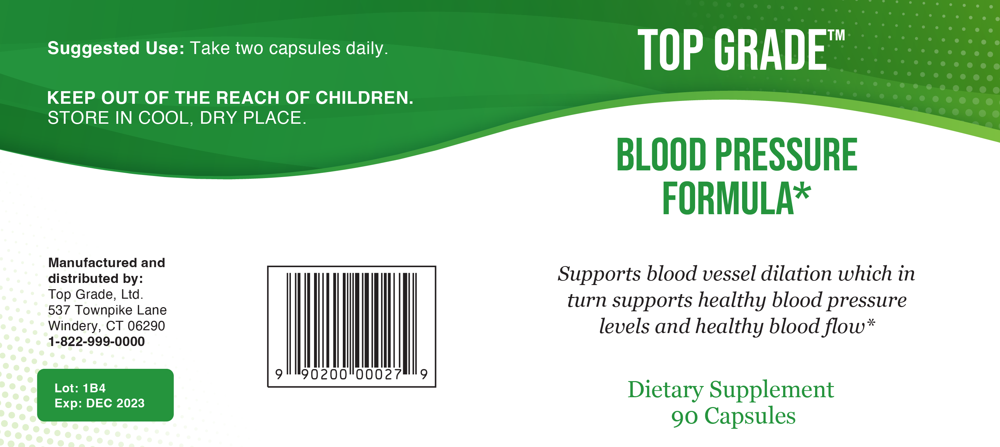 Suggested Use: Take two capsules daily.
KEEP OUT OF THE REACH OF CHILDREN.
STORE IN COOL, DRY PLACE.
Manufactured and
distributed by:
Top Grade, Ltd.
537 Townpike Lane
Windery, CT 06290
1-822-999-0000
Lot: 1B4
Exp: DEC 2023
9 90200 00027 9
TOP GRADE™
BLOOD PRESSURE
FORMULA*
Supports blood vessel dilation which in
turn supports healthy blood pressure
levels and healthy blood flow*
Dietary Supplement
90 Capsules